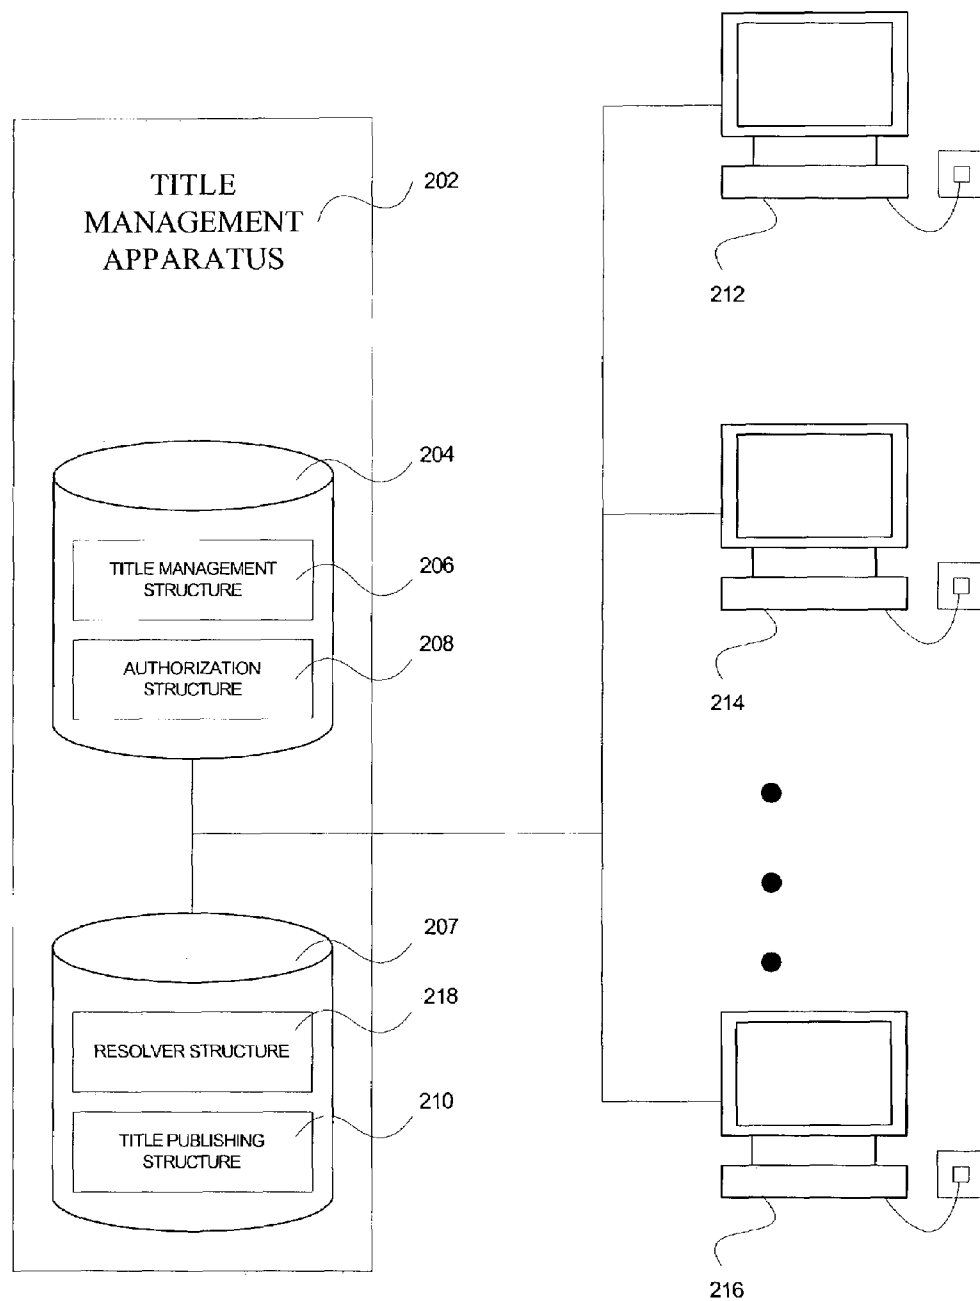 TITLE
MANAGEMENT
APPARATUS
202
204
TITLE MANAGEMENT
STRUCTURE
206
AUTHORIZATION
STRUCTURE
208
207
RESOLVER STRUCTURE
218
TITLE PUBLISHING
STRUCTURE
210
212
214
216